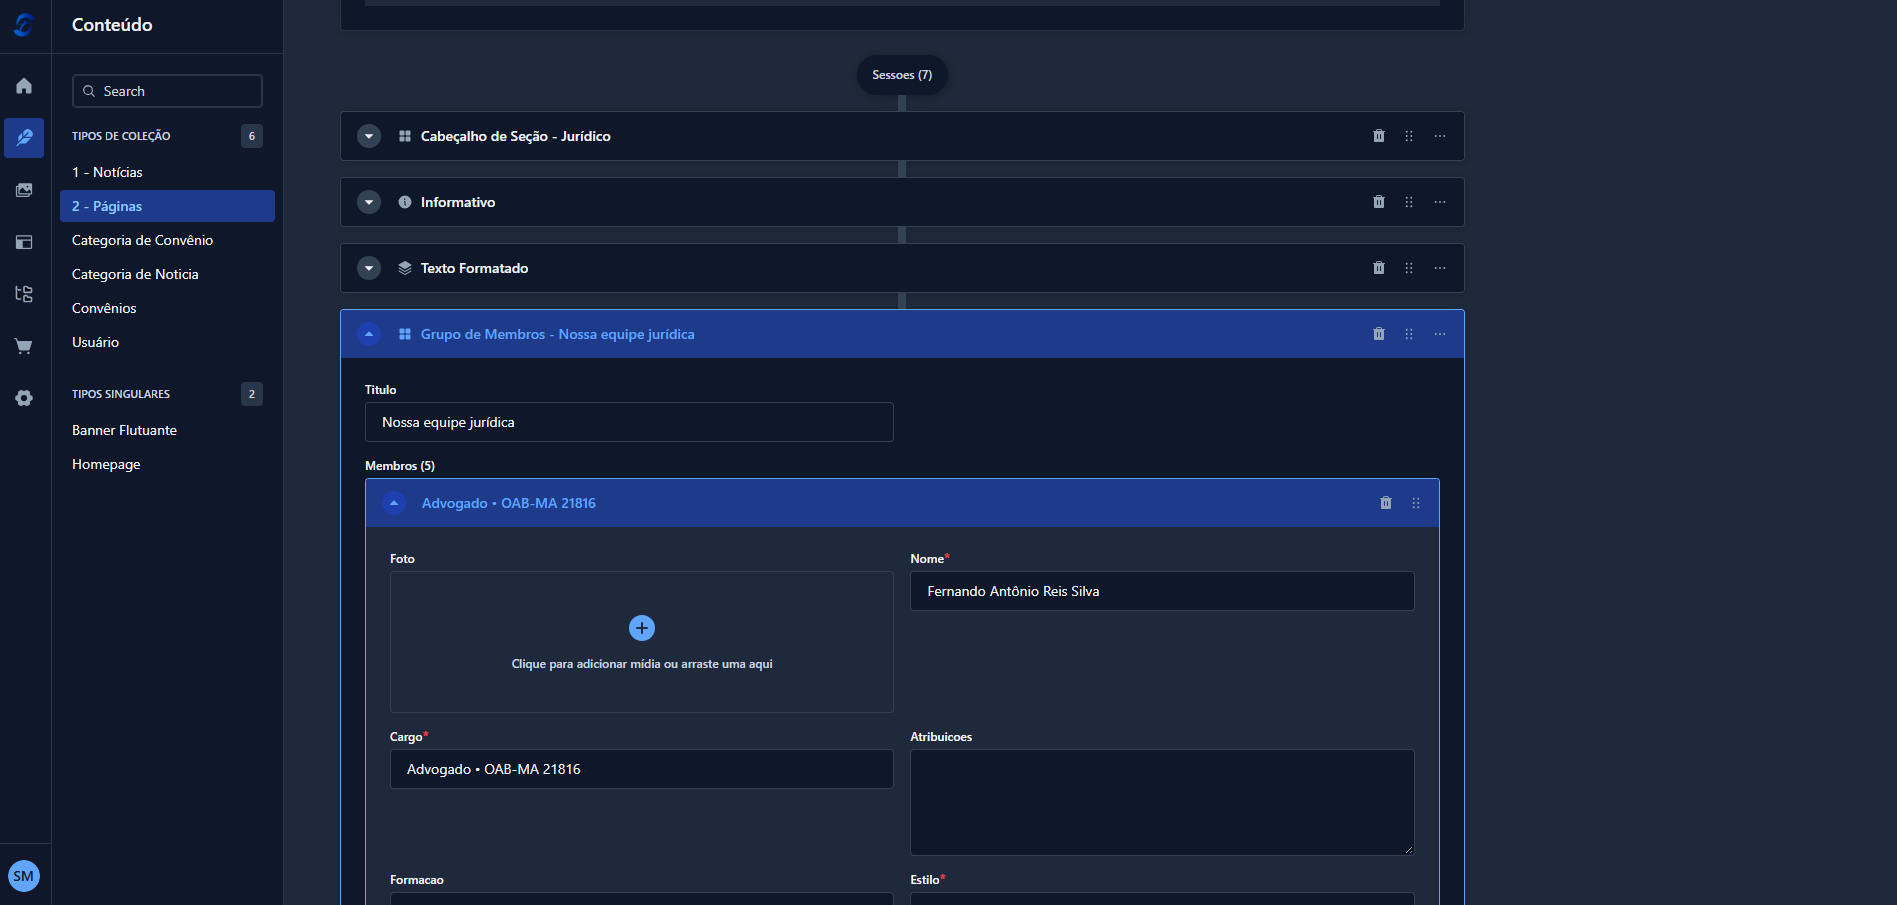 Conteúdo
Search
TIPOS DE COLEÇÃO
6
1 - Notícias
2 - Páginas
Categoria de Convênio
Categoria de Noticia
Convênios
Usuário
TIPOS SINGULARES
2
Banner Flutuante
Homepage
SM
Sessoes (7)
Cabeçalho de Seção - Jurídico
Informativo
Texto Formatado
Grupo de Membros - Nossa equipe jurídica
Titulo
Nossa equipe jurídica
Membros (5)
Advogado • OAB-MA 21816
Foto
Clique para adicionar mídia ou arraste uma aqui
Nome*
Fernando Antônio Reis Silva
Cargo*
Advogado • OAB-MA 21816
Atribuicoes
Formacao
Estilo*